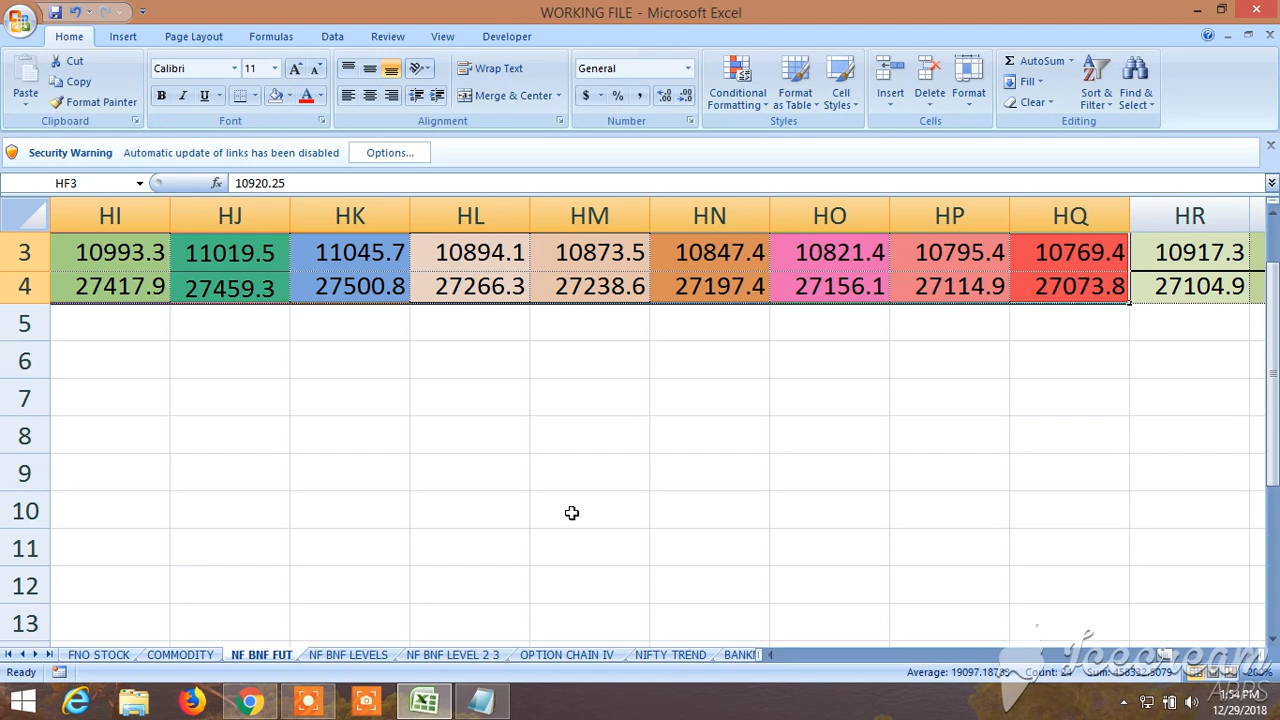 WORKING FILE - Microsoft Excel
Home Insert Page Layout Formulas Data Review View Developer
Paste Cut Copy Format Painter Clipboard
Calibri 11 B I U A Font
Wrap Text Merge & Center Alignment
General $ % , Number
Conditional Formatting Format as Table Cell Styles Styles
Insert Delete Format Cells
Σ AutoSum Fill Clear Sort & Filter Find & Select Editing
Security Warning Automatic update of links has been disabled Options...
HF3 fx 10920.25
HI HJ HK HL HM HN HO HP HQ HR
3 10993.3 11019.5 11045.7 10894.1 10873.5 10847.4 10821.4 10795.4 10769.4 10917.3
4 27417.9 27459.3 27500.8 27266.3 27238.6 27197.4 27156.1 27114.9 27073.8 27104.9
5
6
7
8
9
10
11
12
13
FNO STOCK COMMODITY NF BNF FUT NF BNF LEVELS NF BNF LEVEL 2 3 OPTION CHAIN IV NIFTY TREND
Ready Count: 24 200%
Icecream
APPS
1:54 PM
12/29/2018